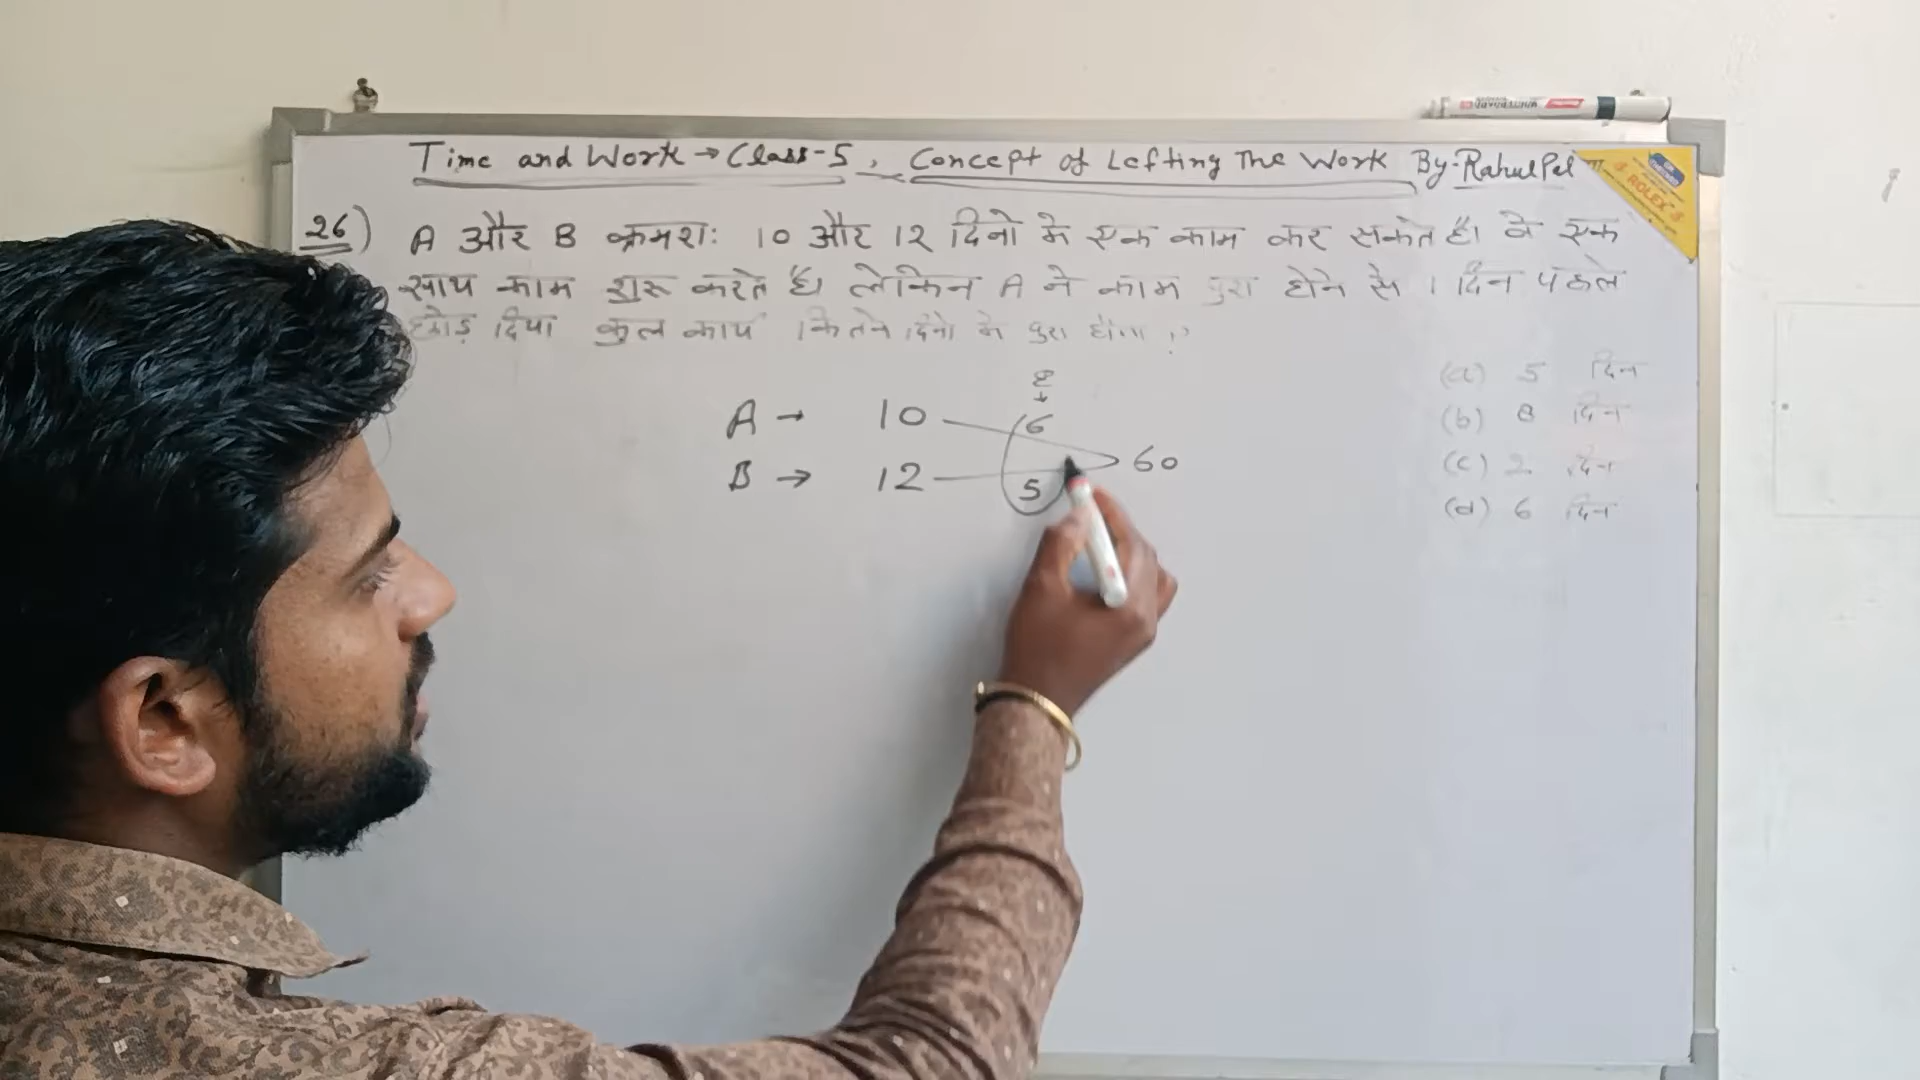 Time and Work → Class-5, Concept of Lefting The Work By:- Rahul Pal
26) A और B क्रमशः 10 और 12 दिनो मे एक काम कर सकते है। वे एक
साथ काम शुरू करते है। लेकिन A ने काम पुरा होने से 1 दिन पहले
छोड़ दिया कुल कार्य कितने दिनो मे पुरा होगा ?
(a) 5 दिन
(b) 8 दिन
(c) 2 दिन
(d) 6 दिन
E
↓
A → 10 6
60
B → 12 5
ROLEX